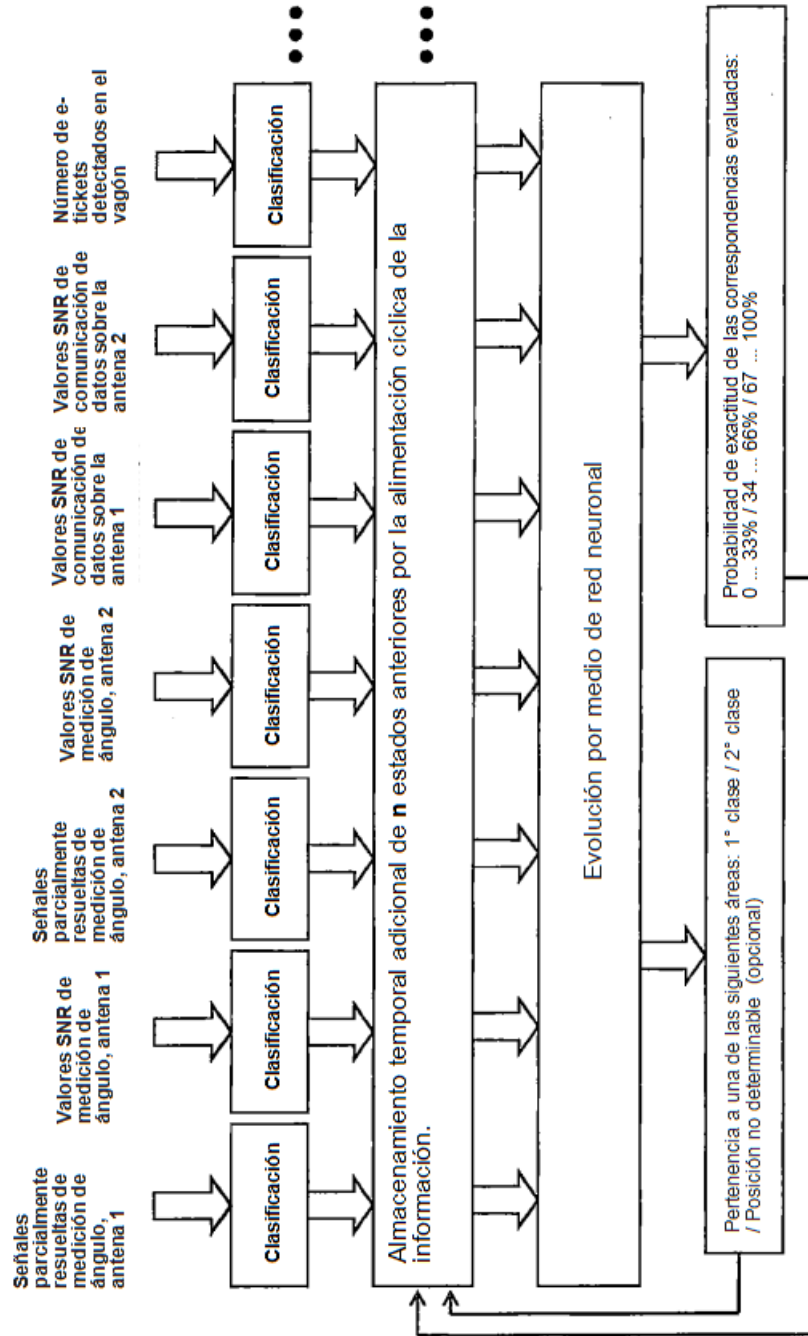 Señales
parcialmente
resueltas de
medición de
ángulo,
antena 1
Valores SNR de
medición de
ángulo, antena 1
Señales
parcialmente
resueltas de
medición de
ángulo, antena 2
Valores SNR de
medición de
ángulo, antena 2
Valores SNR de
comunicación de
datos sobre la
antena 1
Valores SNR de
comunicación de
datos sobre la
antena 2
Número de e-
tickets
detectados en el
vagón
Clasificación
Clasificación
Clasificación
Clasificación
Clasificación
Clasificación
Clasificación
Almacenamiento temporal adicional de n estados anteriores por la alimentación cíclica de la
información.
Evolución por medio de red neuronal
Pertenencia a una de las siguientes áreas: 1° clase / 2° clase
/ Posición no determinable (opcional)
Probabilidad de exactitud de las correspondencias evaluadas:
0 ... 33% / 34 ... 66% / 67 ... 100%